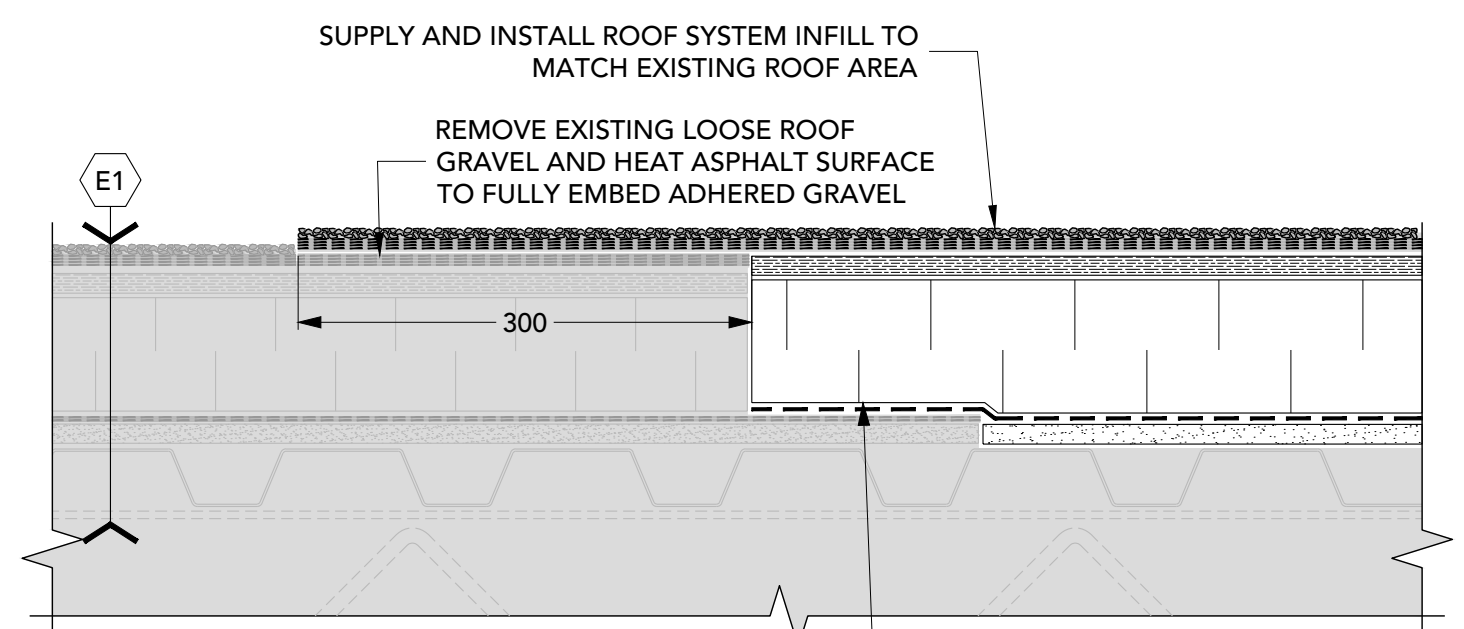 SUPPLY AND INSTALL ROOF SYSTEM INFILL TO
MATCH EXISTING ROOF AREA
REMOVE EXISTING LOOSE ROOF
GRAVEL AND HEAT ASPHALT SURFACE
TO FULLY EMBED ADHERED GRAVEL
E1
300